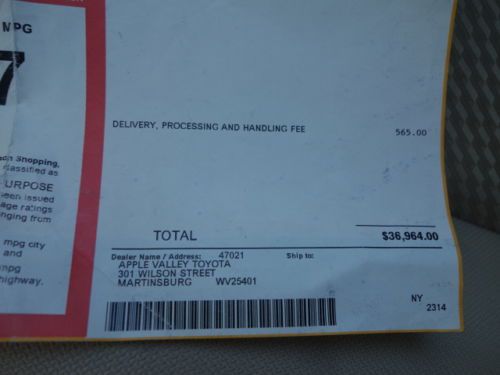 MPG
7
Shopping,
classified as
URPOSE
been issued
age ratings
nging from
mpg city
and
mpg
highway.
DELIVERY, PROCESSING AND HANDLING FEE 565.00
TOTAL $36,964.00
Dealer Name / Address: 47021 Ship to:
APPLE VALLEY TOYOTA
301 WILSON STREET
MARTINSBURG WV25401
NY
2314